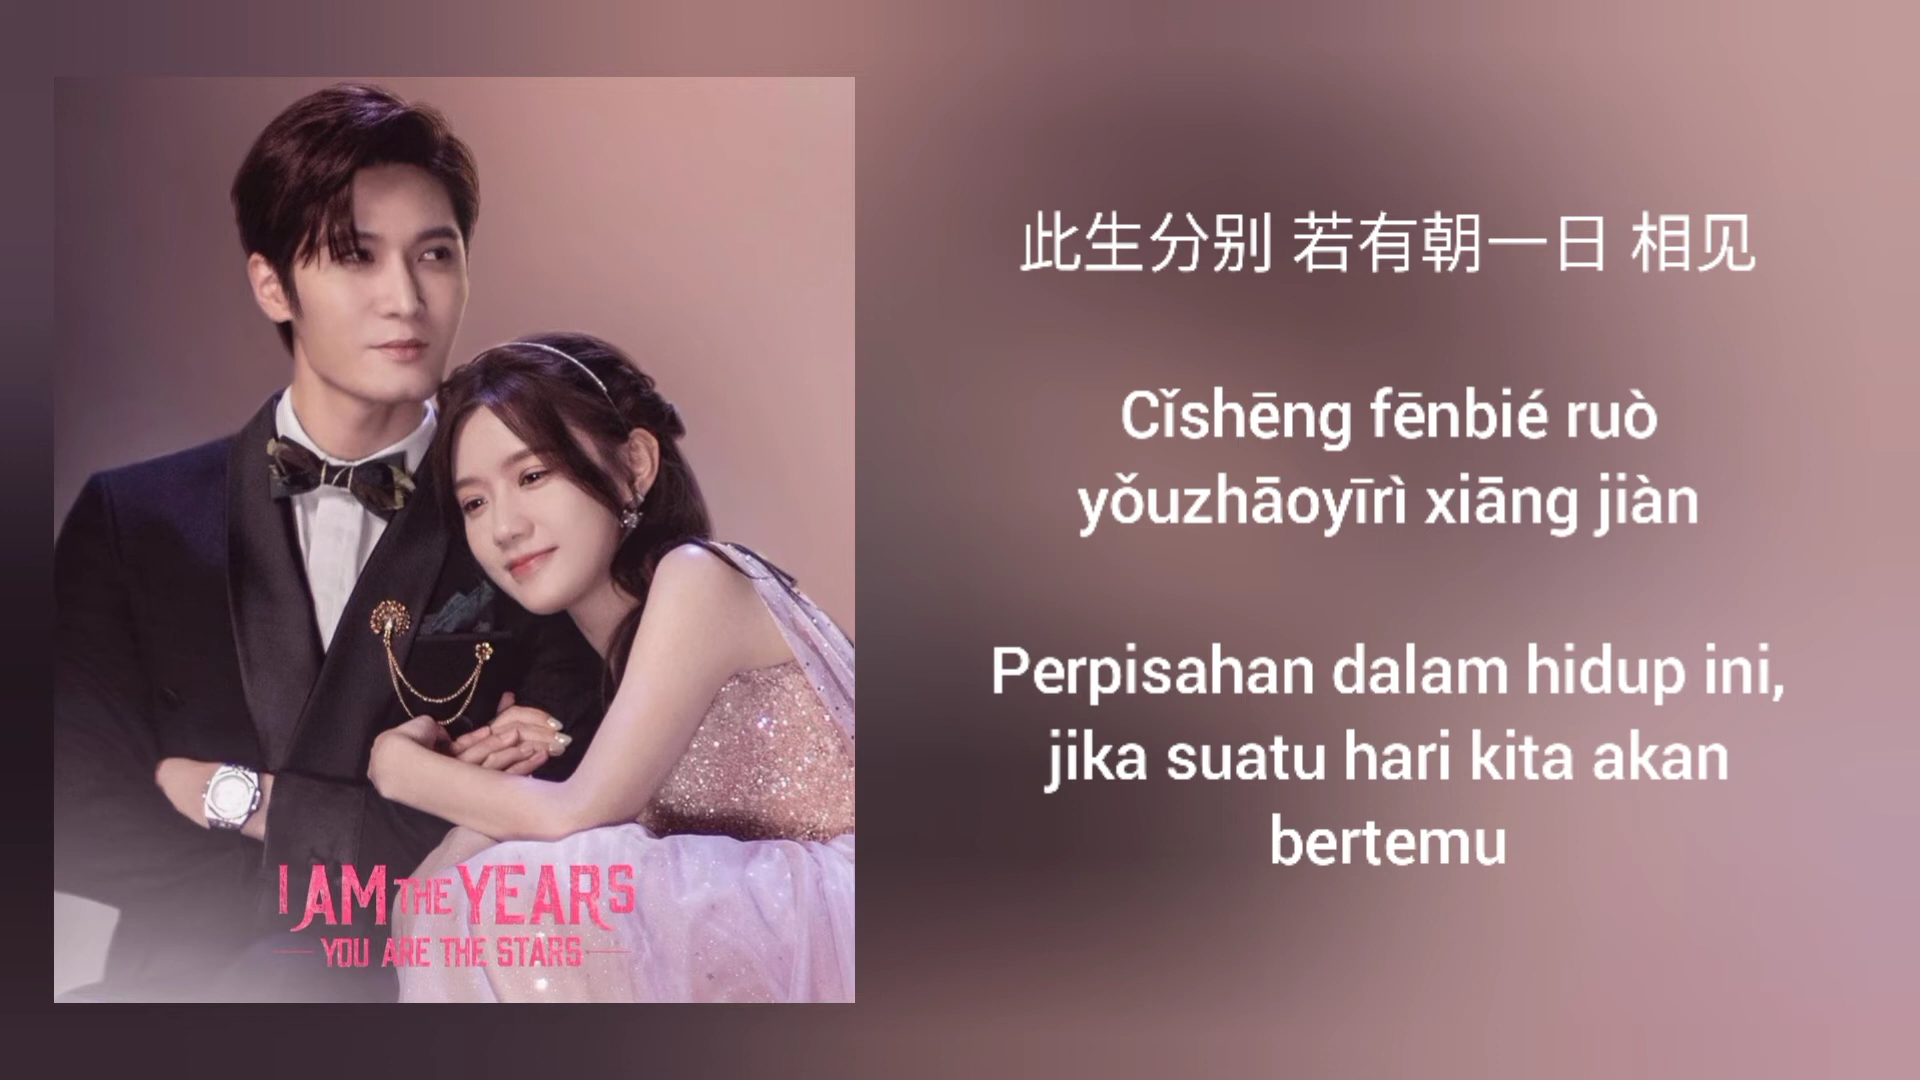 I AM THE YEARS
YOU ARE THE STARS
此生分别 若有朝一日 相见
Cǐshēng fēnbié ruò
yǒuzhāoyīrì xiāng jiàn
Perpisahan dalam hidup ini,
jika suatu hari kita akan
bertemu